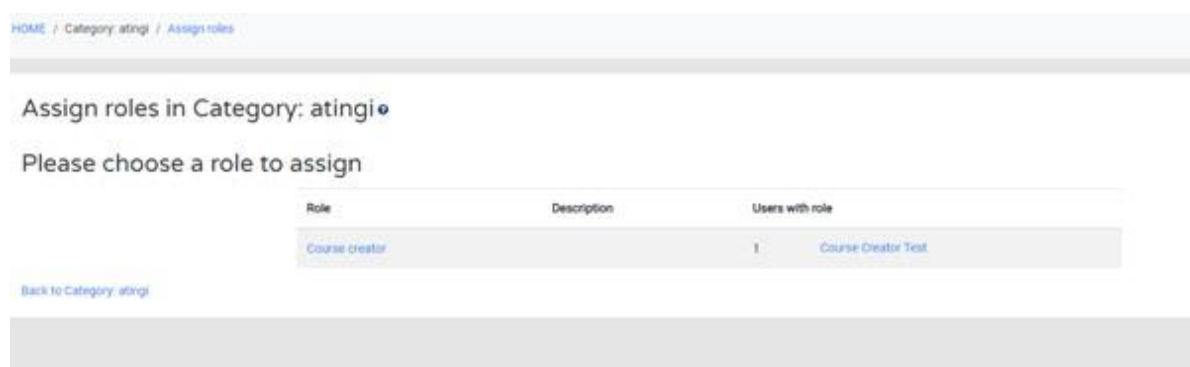 HOME / Category: atingi / Assign roles
Assign roles in Category: atingi
Please choose a role to assign
Role Description Users with role
Course creator 1 Course Creator Test
Back to Category: atingi